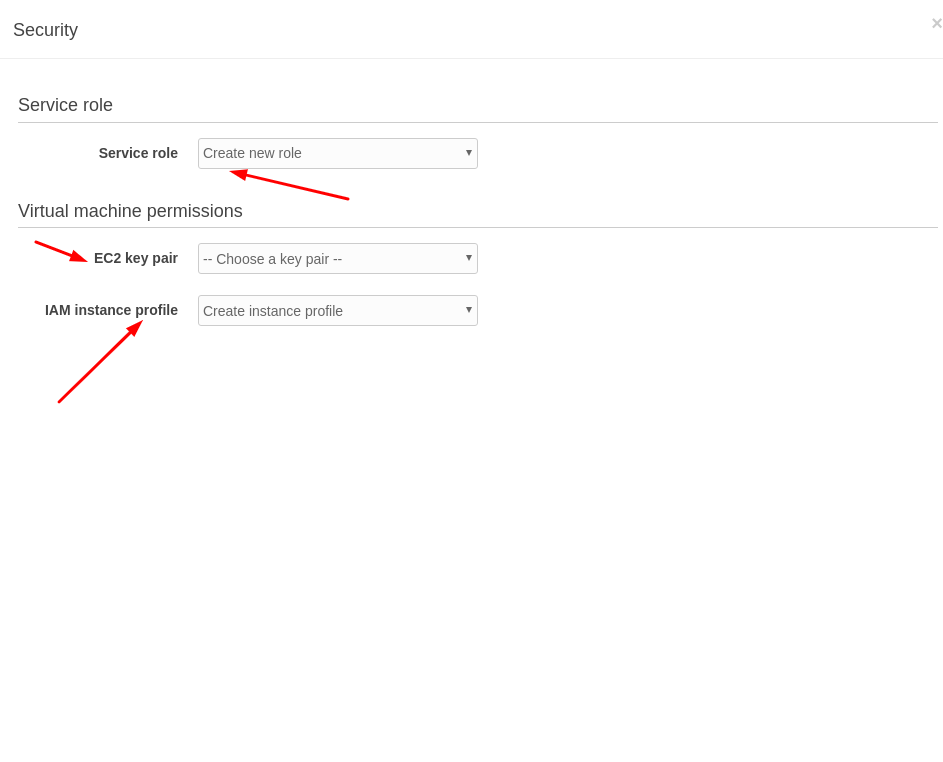 Security
×
Service role
Service role Create new role
Virtual machine permissions
EC2 key pair -- Choose a key pair --
IAM instance profile Create instance profile